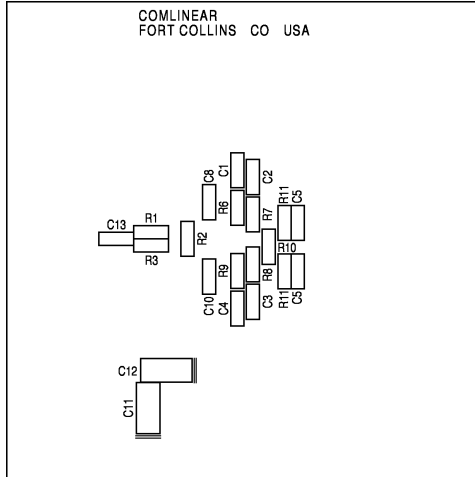 COMLINEAR
FORT COLLINS CO USA
C1
C2
C8
R6
R11
C5
R7
C13
R1
R2
R3
R10
R9
R8
C10
C4
C3
R11
C5
C12
C11